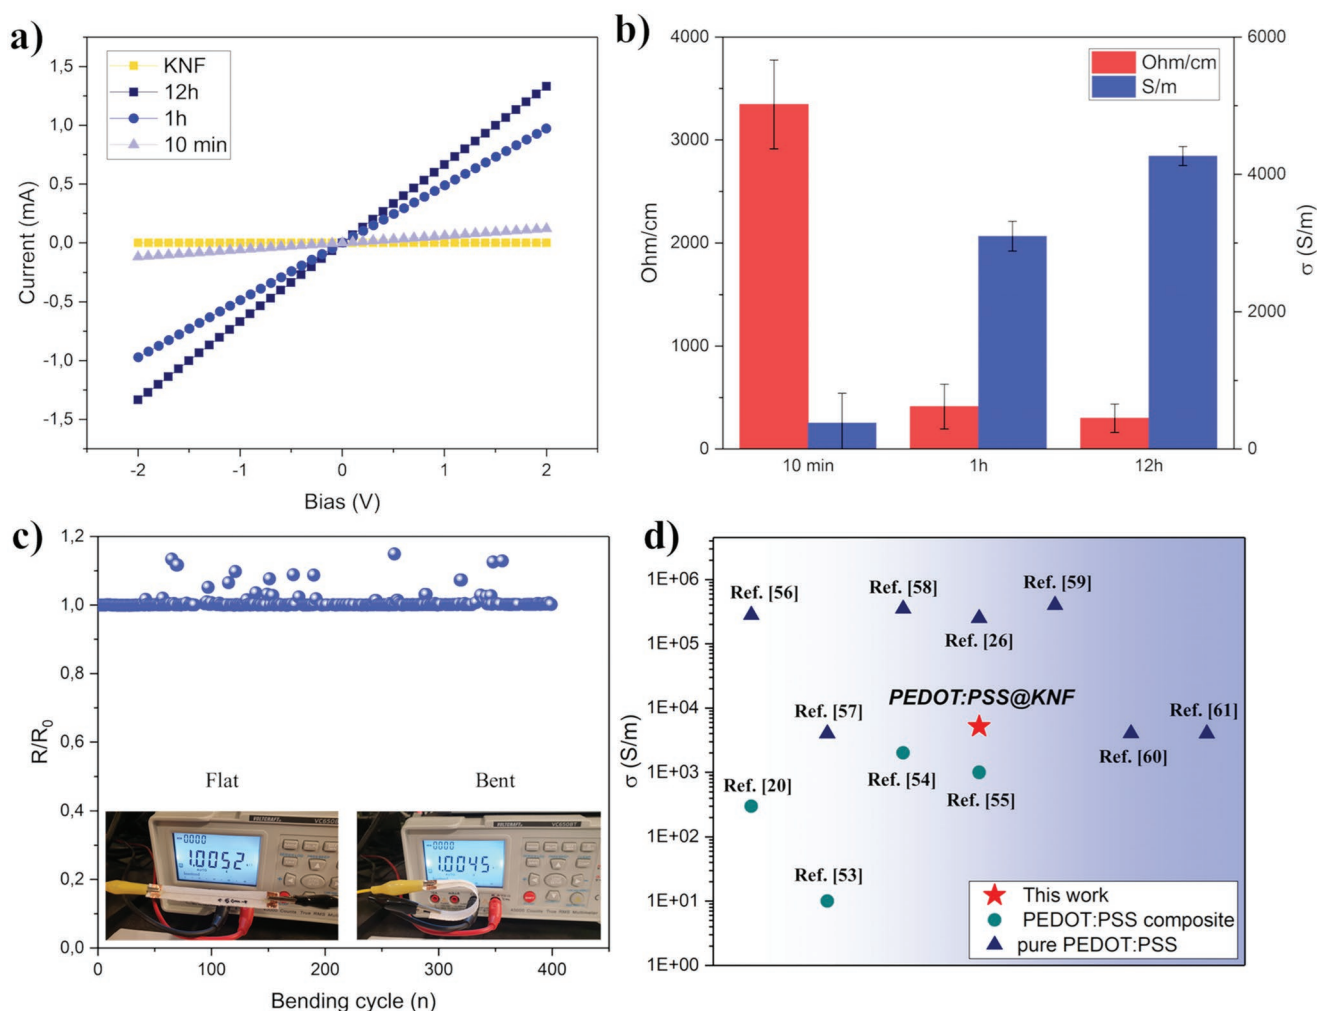 a)
KNF
12h
1h
10 min
1,5
1,0
0,5
0,0
-0,5
-1,0
-1,5
Current (mA)
-2
-1
0
1
2
Bias (V)
b)
Ohm/cm
S/m
4000
3000
2000
1000
0
Ohm/cm
6000
4000
2000
0
σ (S/m)
10 min
1h
12h
c)
1,2
1,0
0,8
0,6
0,4
0,2
0,0
R/R0
Flat
Bent
VOLTCRAFT
VC650BT
-0.000
1.0052
-0.000
1.0045
0
100
200
300
400
Bending cycle (n)
d)
1E+06
1E+05
1E+04
1E+03
1E+02
1E+01
1E+00
σ (S/m)
Ref. [56]
Ref. [58]
Ref. [59]
Ref. [26]
PEDOT:PSS@KNF
Ref. [57]
Ref. [61]
Ref. [60]
Ref. [54]
Ref. [20]
Ref. [55]
Ref. [53]
This work
PEDOT:PSS composite
pure PEDOT:PSS